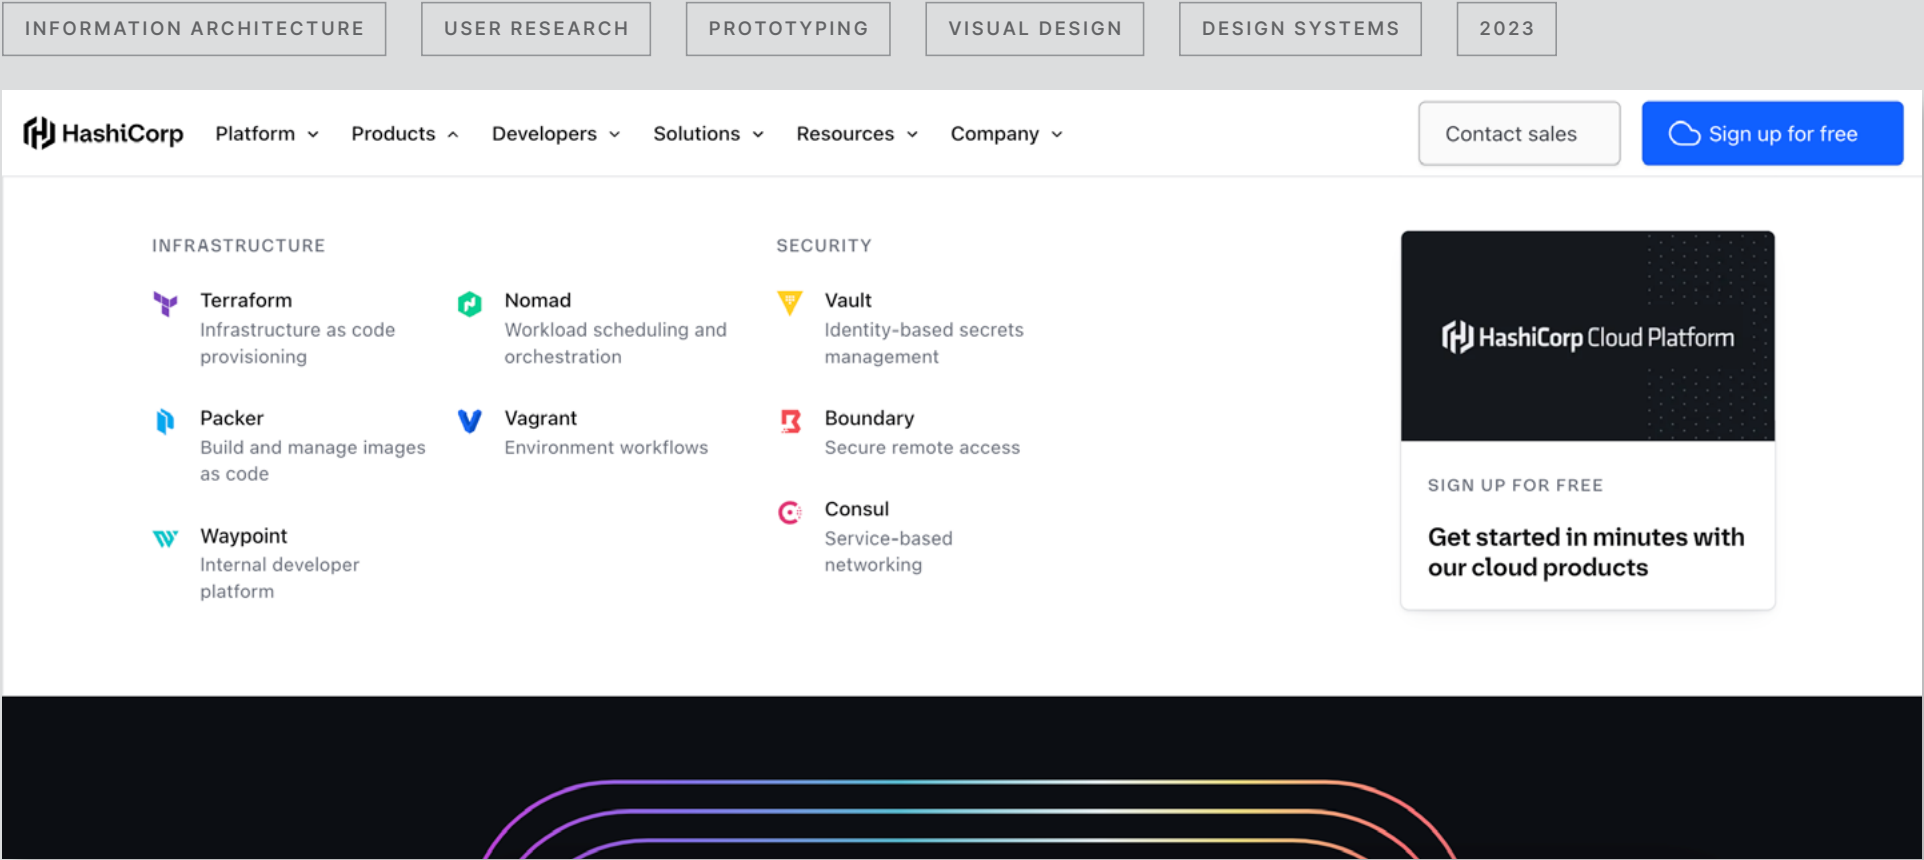 INFORMATION ARCHITECTURE
USER RESEARCH
PROTOTYPING
VISUAL DESIGN
DESIGN SYSTEMS
2023
HashiCorp
Platform
Products
Developers
Solutions
Resources
Company
Contact sales
Sign up for free
INFRASTRUCTURE
Terraform
Infrastructure as code
provisioning
Packer
Build and manage images
as code
Waypoint
Internal developer
platform
Nomad
Workload scheduling and
orchestration
Vagrant
Environment workflows
SECURITY
Vault
Identity-based secrets
management
Boundary
Secure remote access
Consul
Service-based
networking
HashiCorp Cloud Platform
SIGN UP FOR FREE
Get started in minutes with
our cloud products